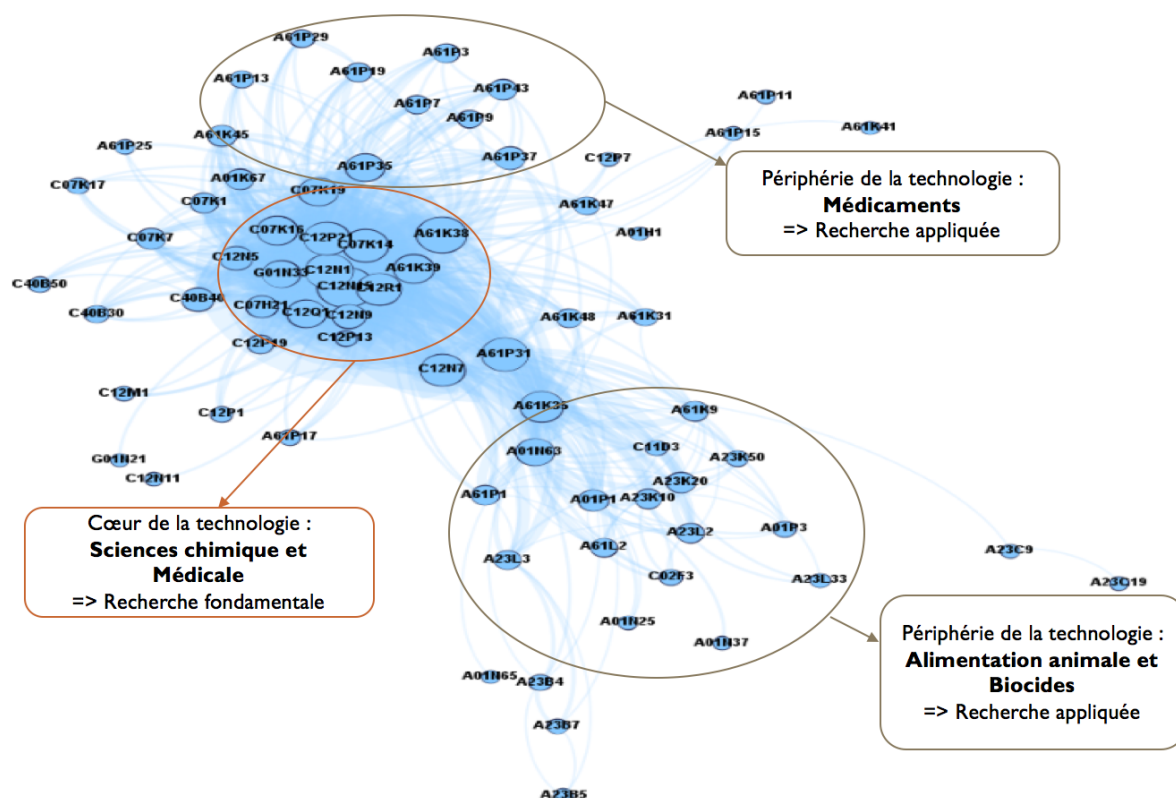 A61P29
A61P3
A61P13
A61P19
A61P43
A61P7
A61P9
A61P11
A61P15
A61K41
A61K45
A61P25
A61P37
C12P7
A61P35
C07K17
A01K67
C07K19
C07K1
A61K47
A01H1
C07K7
C07K16
C12P21
C07K14
A61K38
C12N5
G01N33
C12N1
A61K39
C40B50
C12N15
C12R1
C40B40
C40B30
C07H21
C12Q1
C12N9
A61K48
A61K31
C12P19
C12P13
A61P31
C12N7
C12M1
C12P1
A61K35
A61K9
A61P17
A01N63
C11D3
A23K50
G01N21
C12N11
A61P1
A01P1
A23K10
A23K20
A23L2
A01P3
A23L3
A61L2
C02F3
A23L33
A23C9
A23C19
A01N25
A01N37
A01N65
A23B4
A23B7
A23B5
Périphérie de la technologie :
Médicaments
=> Recherche appliquée
Cœur de la technologie :
Sciences chimique et
Médicale
=> Recherche fondamentale
Périphérie de la technologie :
Alimentation animale et
Biocides
=> Recherche appliquée